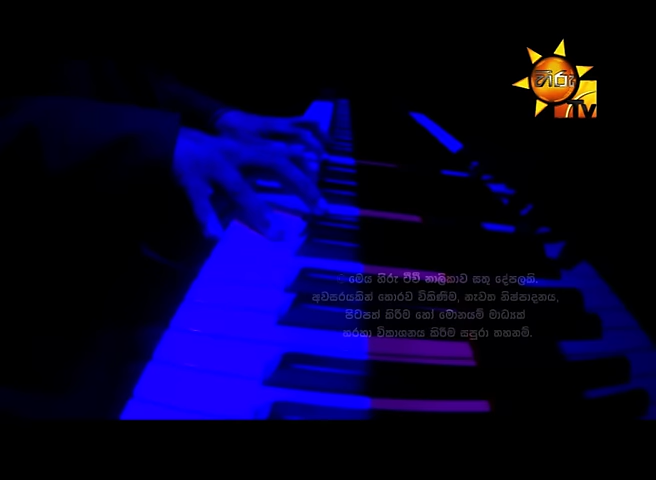 හිරු
TV
මෙය හිරු ටීවී නාලිකාව සතු දේපලකි.
අවසරයකින් තොරව විකිණීම, නැවත නිෂ්පාදනය,
පිටපත් කිරීම හෝ මොනයම් මාධ්‍යක්
හරහා විකාශනය කිරීම සපුරා තහනම්.